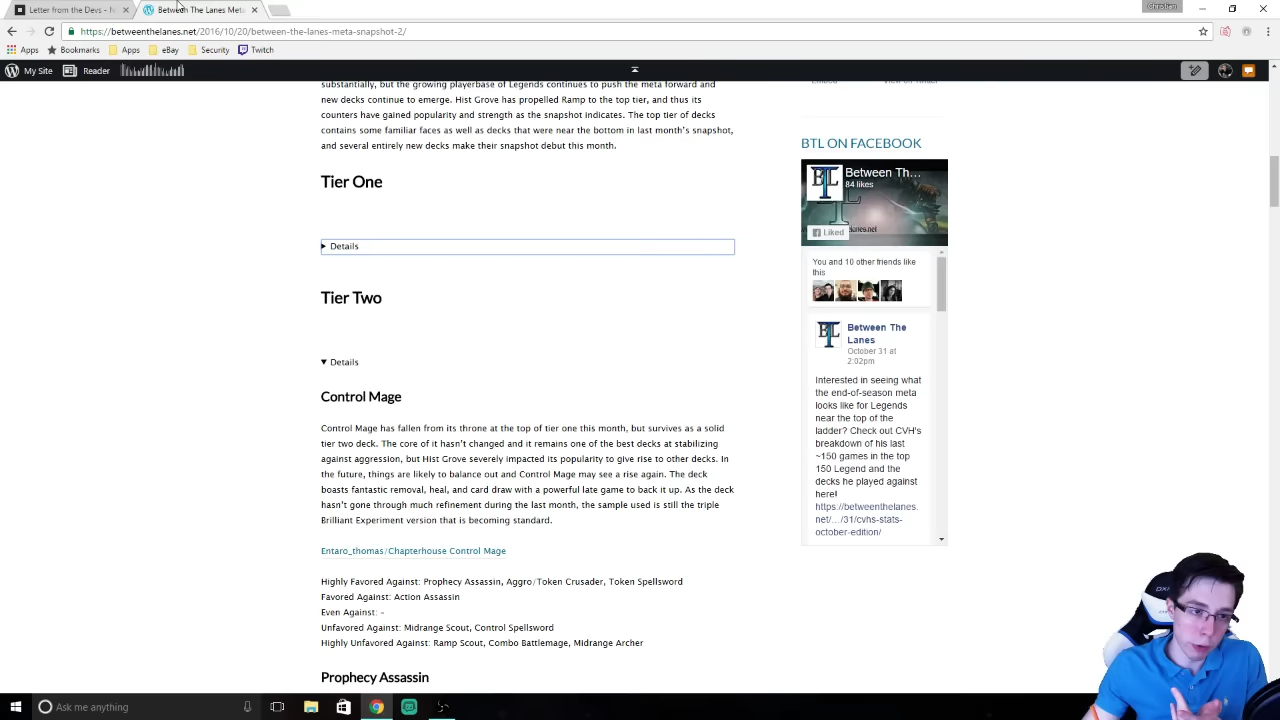 Letter from the Devs - 
Between The Lanes Meta
Christian
https://betweenthelanes.net/2016/10/20/between-the-lanes-meta-snapshot-2/
Apps
Bookmarks
Apps
eBay
Security
Twitch
My Site
Reader
substantially, but the growing playerbase of Legends continues to push the meta forward and
new decks continue to emerge. Hist Grove has propelled Ramp to the top tier, and thus its
counters have gained popularity and strength as the snapshot indicates. The top tier of decks
contains some familiar faces as well as decks that were near the bottom in last month's snapshot,
and several entirely new decks make their snapshot debut this month.
Tier One
Details
Tier Two
Details
Control Mage
Control Mage has fallen from its throne at the top of tier one this month, but survives as a solid
tier two deck. The core of it hasn't changed and it remains one of the best decks at stabilizing
against aggression, but Hist Grove severely impacted its popularity to give rise to other decks. In
the future, things are likely to balance out and Control Mage may see a rise again. The deck
boasts fantastic removal, heal, and card draw with a powerful late game to back it up. As the deck
hasn't gone through much refinement during the last month, the sample used is still the triple
Brilliant Experiment version that is becoming standard.
Entaro_thomas/Chapterhouse Control Mage
Highly Favored Against: Prophecy Assassin, Aggro/Token Crusader, Token Spellsword
Favored Against: Action Assassin
Even Against: -
Unfavored Against: Midrange Scout, Control Spellsword
Highly Unfavored Against: Ramp Scout, Combo Battlemage, Midrange Archer
Prophecy Assassin
BTL ON FACEBOOK
Between Th...
84 likes
Liked
You and 10 other friends like
this
Between The
Lanes
October 31 at
2:02pm
Interested in seeing what
the end-of-season meta
looks like for Legends
near the top of the
ladder? Check out CVH's
breakdown of his last
~150 games in the top
150 Legend and the
decks he played against
here!
https://betweenthelanes.
net/.../31/cvhs-stats-
october-edition/
Ask me anything